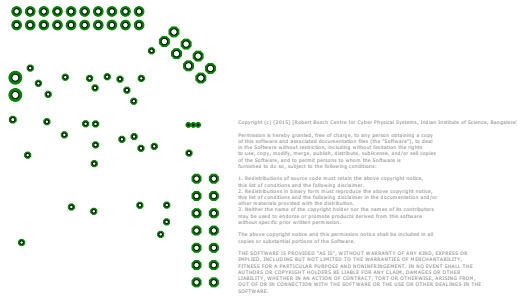 Copyright (c) [2015] [Robert Bosch Centre for Cyber Physical Systems, Indian Institute of Science, Bangalore]
Permission is hereby granted, free of charge, to any person obtaining a copy
of this software and associated documentation files (the "Software"), to deal
in the Software without restriction, including without limitation the rights
to use, copy, modify, merge, publish, distribute, sublicense, and/or sell copies
of the Software, and to permit persons to whom the Software is
furnished to do so, subject to the following conditions:
1. Redistributions of source code must retain the above copyright notice,
this list of conditions and the following disclaimer.
2. Redistributions in binary form must reproduce the above copyright notice,
this list of conditions and the following disclaimer in the documentation and/or
other materials provided with the distribution.
3. Neither the name of the copyright holder nor the names of its contributors
may be used to endorse or promote products derived from this software
without specific prior written permission.
The above copyright notice and this permission notice shall be included in all
copies or substantial portions of the Software.
THE SOFTWARE IS PROVIDED "AS IS", WITHOUT WARRANTY OF ANY KIND, EXPRESS OR
IMPLIED, INCLUDING BUT NOT LIMITED TO THE WARRANTIES OF MERCHANTABILITY,
FITNESS FOR A PARTICULAR PURPOSE AND NONINFRINGEMENT. IN NO EVENT SHALL THE
AUTHORS OR COPYRIGHT HOLDERS BE LIABLE FOR ANY CLAIM, DAMAGES OR OTHER
LIABILITY, WHETHER IN AN ACTION OF CONTRACT, TORT OR OTHERWISE, ARISING FROM,
OUT OF OR IN CONNECTION WITH THE SOFTWARE OR THE USE OR OTHER DEALINGS IN THE
SOFTWARE.